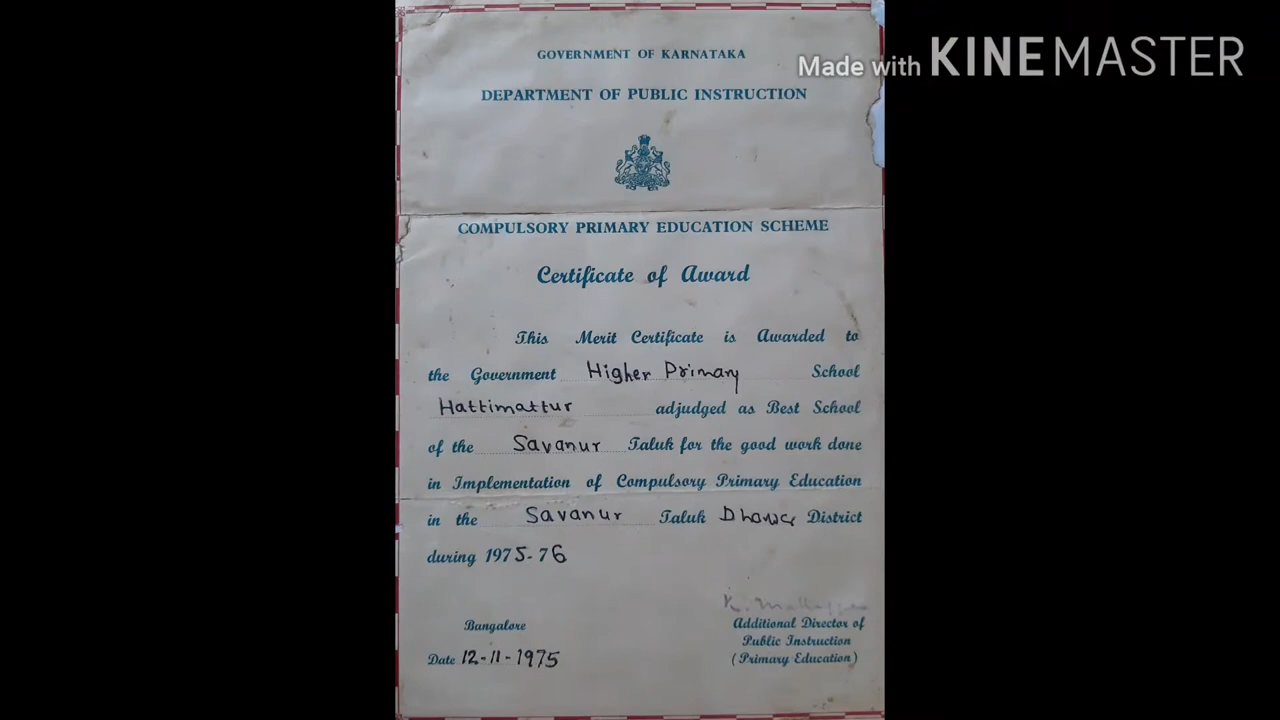 Made with KINEMASTER
GOVERNMENT OF KARNATAKA
DEPARTMENT OF PUBLIC INSTRUCTION
COMPULSORY PRIMARY EDUCATION SCHEME
Certificate of Award
This Merit Certificate is Awarded to
the Government Higher Primary School
Hattimattur adjudged as Best School
of the Savanur Taluk for the good work done
in Implementation of Compulsory Primary Education
in the Savanur Taluk District
during 1975-76
Bangalore
Date 12-11-1975
Additional Director of
Public Instruction
(Primary Education)